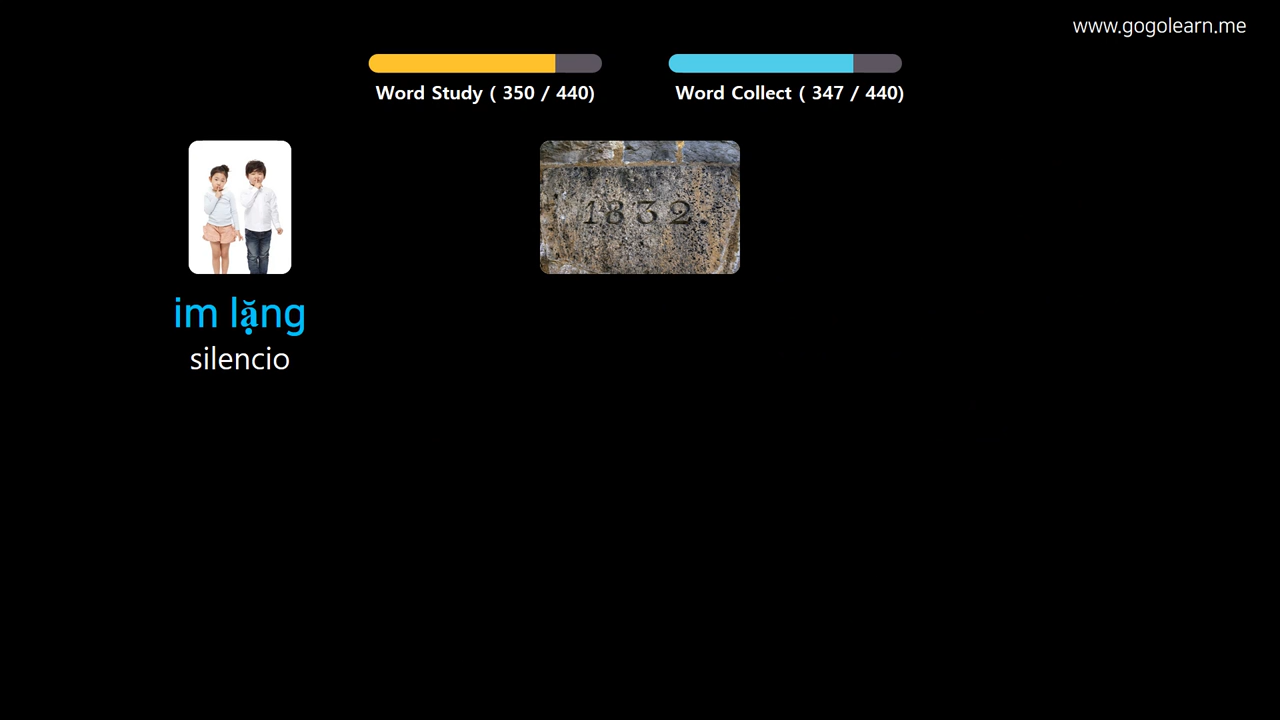 www.gogolearn.me
Word Study ( 350 / 440)
Word Collect ( 347 / 440)
1832.
im lặng
silencio